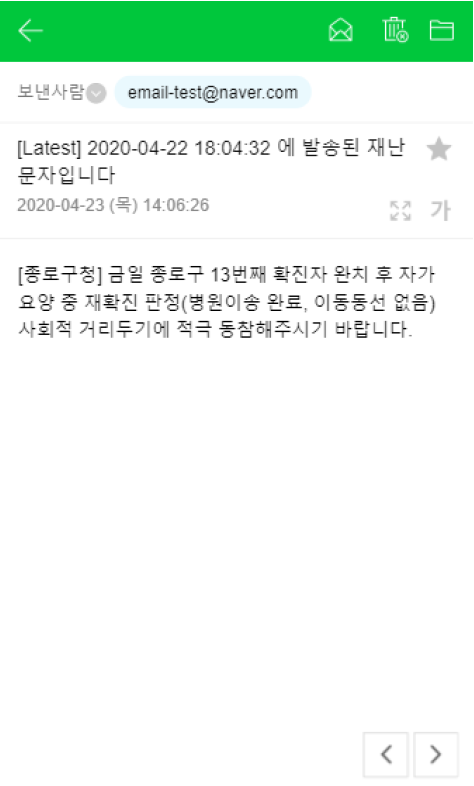 보낸사람 email-test@naver.com
[Latest] 2020-04-22 18:04:32 에 발송된 재난
문자입니다
2020-04-23 (목) 14:06:26
가
[종로구청] 금일 종로구 13번째 확진자 완치 후 자가
요양 중 재확진 판정(병원이송 완료, 이동동선 없음)
사회적 거리두기에 적극 동참해주시기 바랍니다.